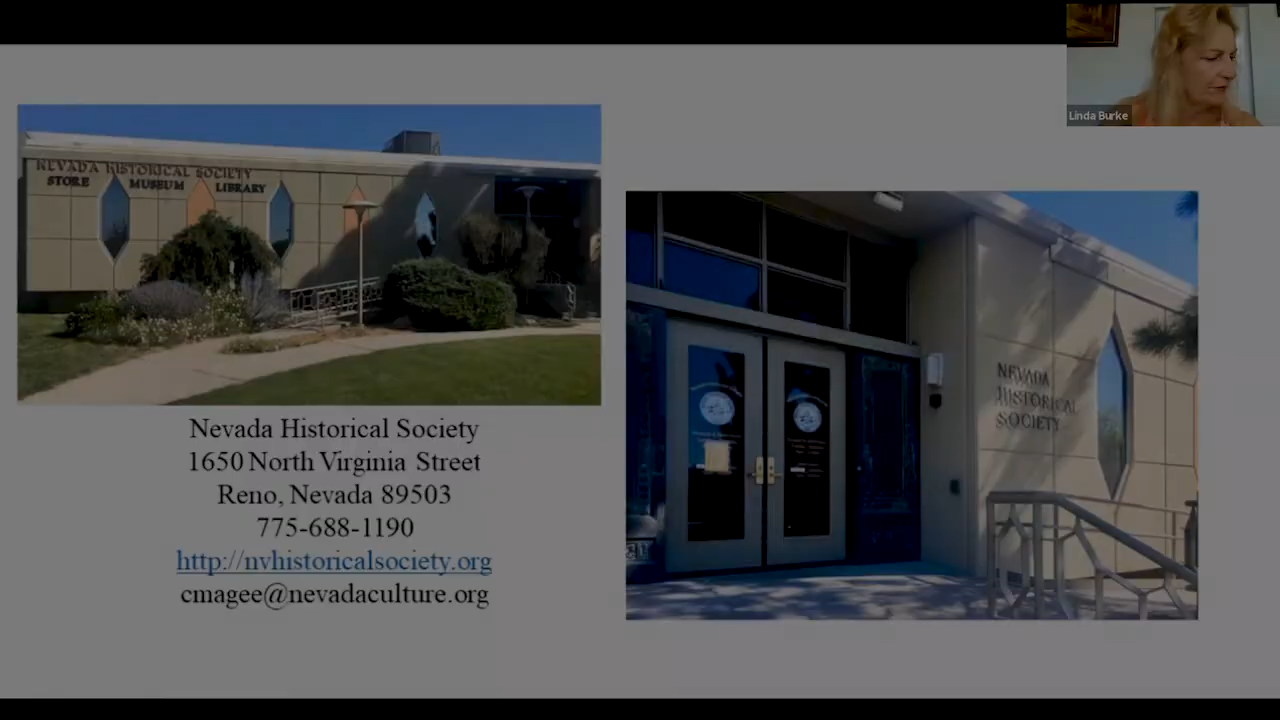 Linda Burke
NEVADA HISTORICAL SOCIETY
STORE MUSEUM LIBRARY
NEVADA
HISTORICAL
SOCIETY
Nevada Historical Society
1650 North Virginia Street
Reno, Nevada 89503
775-688-1190
http://nvhistoricalsociety.org
cmagee@nevadaculture.org